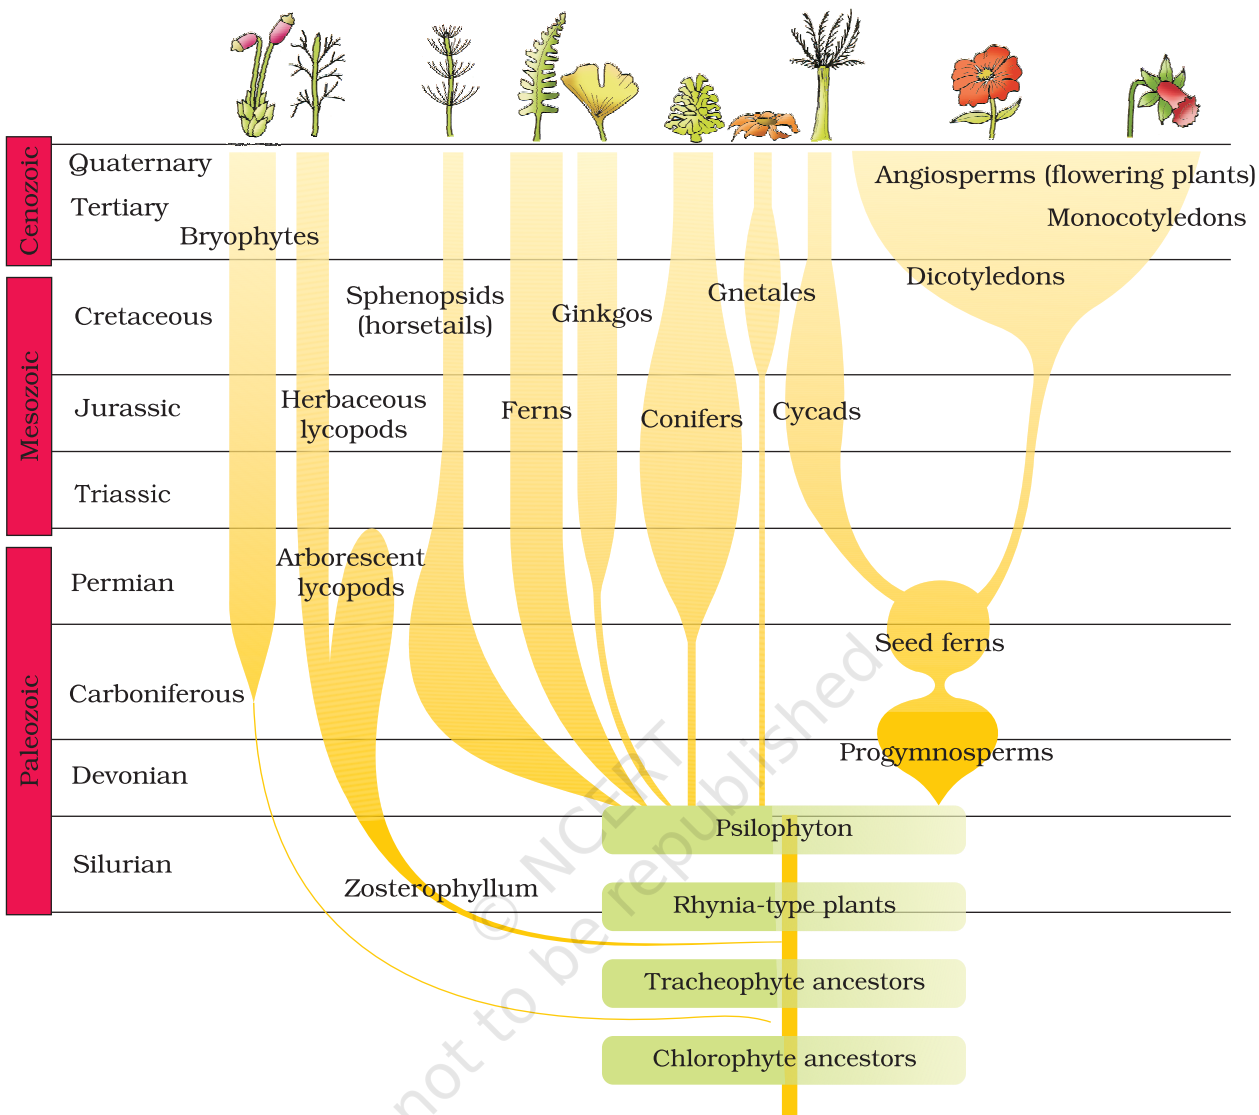 Cenozoic
Quaternary
Tertiary
Bryophytes
Angiosperms (flowering plants)
Monocotyledons
Mesozoic
Cretaceous
Sphenopsids
(horsetails)
Ginkgos
Gnetales
Dicotyledons
Jurassic
Herbaceous
lycopods
Ferns
Conifers
Cycads
Triassic
Paleozoic
Permian
Arborescent
lycopods
Seed ferns
Carboniferous
Progymnosperms
Devonian
Psilophyton
Silurian
Zosterophyllum
Rhynia-type plants
Tracheophyte ancestors
Chlorophyte ancestors
© NCERT
not to be republished